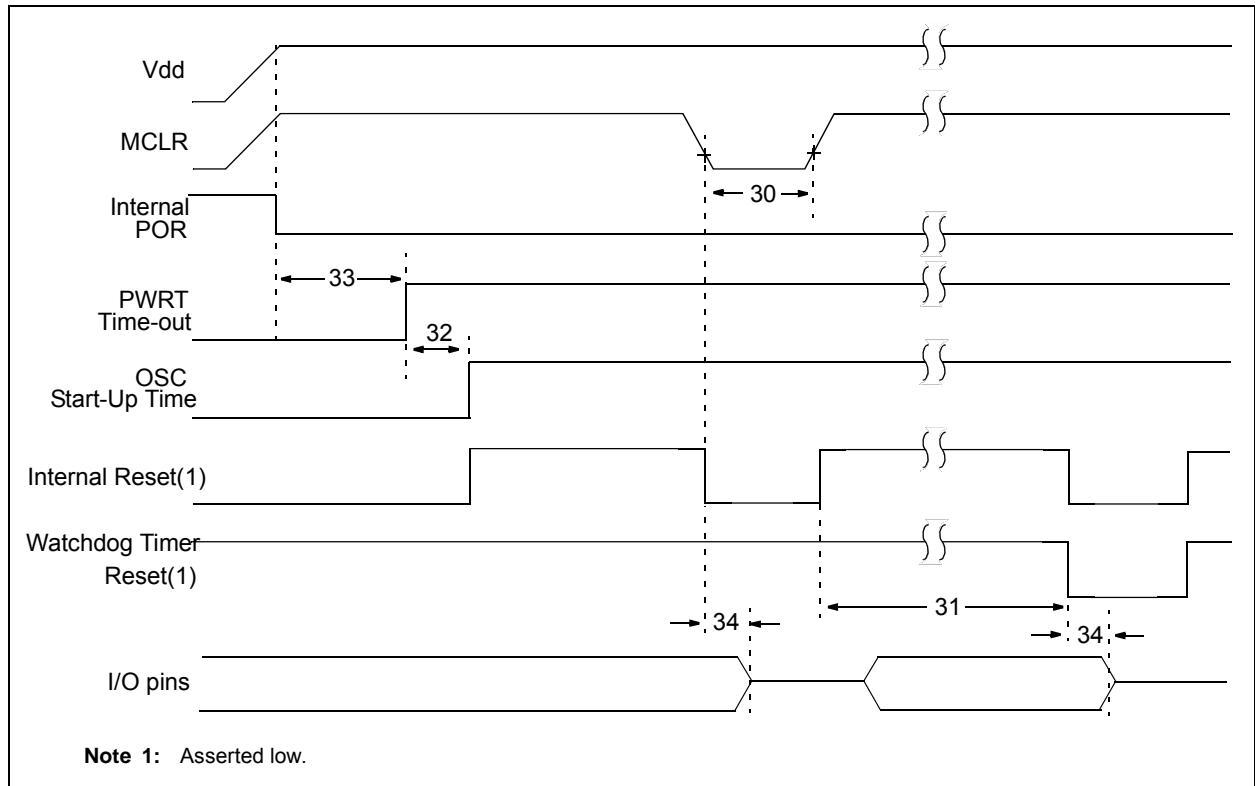 Vdd
MCLR
30
Internal
POR
33
PWRT
Time-out
32
OSC
Start-Up Time
Internal Reset(1)
Watchdog Timer
Reset(1)
31
34
34
I/O pins
Note 1: Asserted low.